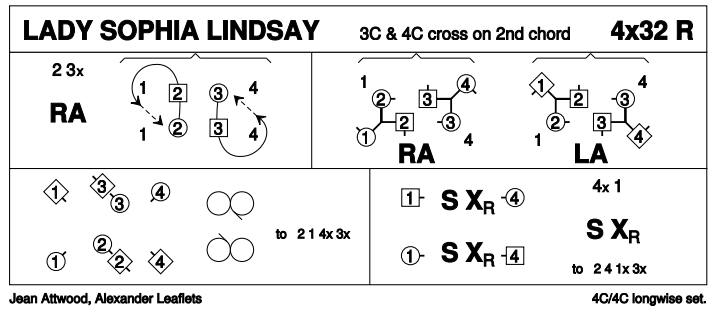 LADY SOPHIA LINDSAY 3C & 4C cross on 2nd chord 4x32 R
2 3x
RA
1 2 3 4
1 2 3 4
1 2 3 4
1 2 3 4
RA
1 2 3 4
1 2 3 4
LA
1 3 3 4
1 2 2 4
to 2 1 4x 3x
1 S XR 4
1 S XR 4
4x 1
S XR
to 2 4 1x 3x
Jean Attwood, Alexander Leaflets 4C/4C longwise set.